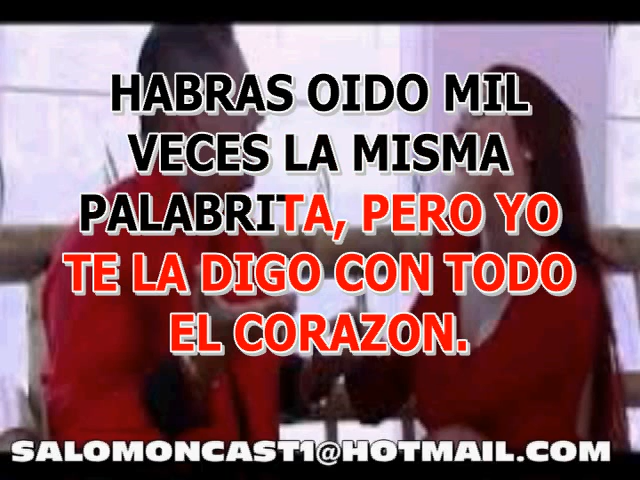 HABRAS OIDO MIL
VECES LA MISMA
PALABRITA, PERO YO
TE LA DIGO CON TODO
EL CORAZON.
SALOMONCAST1@HOTMAIL.COM